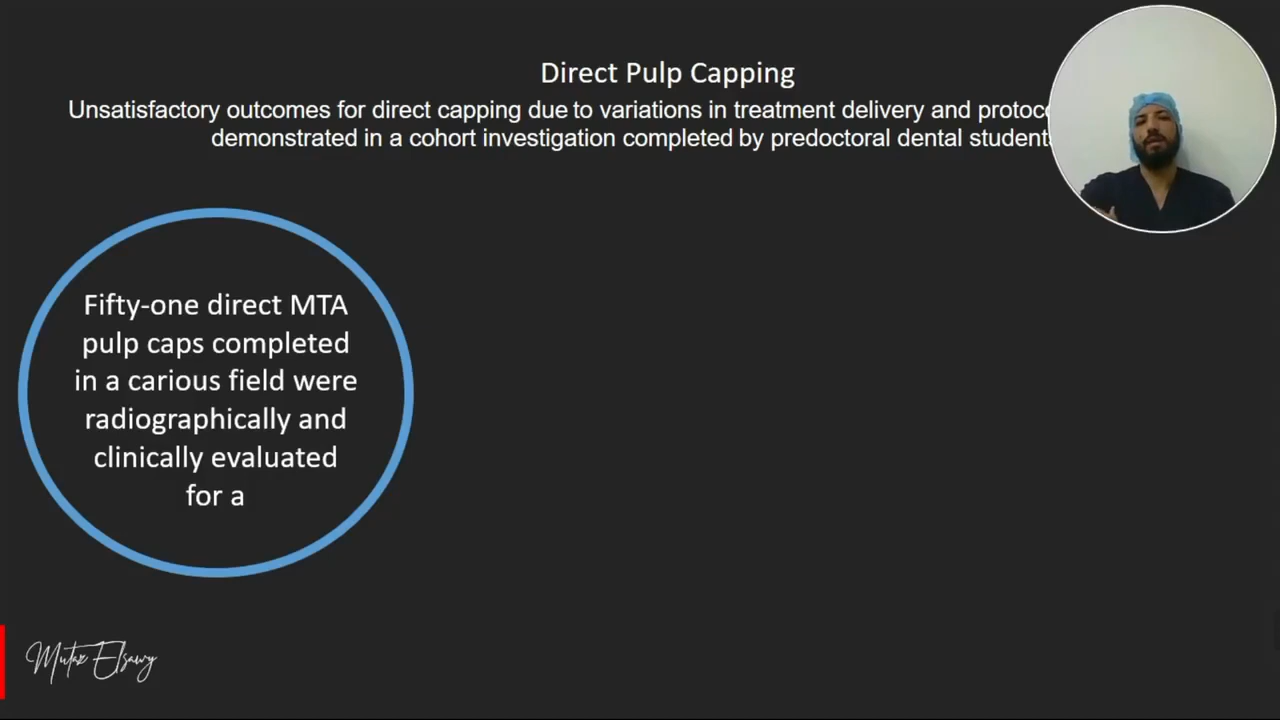 Direct Pulp Capping
Unsatisfactory outcomes for direct capping due to variations in treatment delivery and
demonstrated in a cohort investigation completed by predoctoral dental
Fifty-one direct MTA
pulp caps completed
in a carious field were
radiographically and
clinically evaluated
for a
Mutaz Elsawy